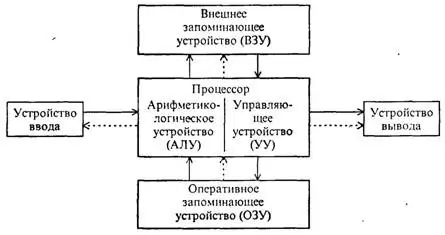 Внешнее
запоминающее
устройство (ВЗУ)
Процессор
Арифметико-
логическое
устройство
(АЛУ)
Управляю-
щее
устройство
(УУ)
Устройство
ввода
Устройство
вывода
Оперативное
запоминающее
устройство (ОЗУ)